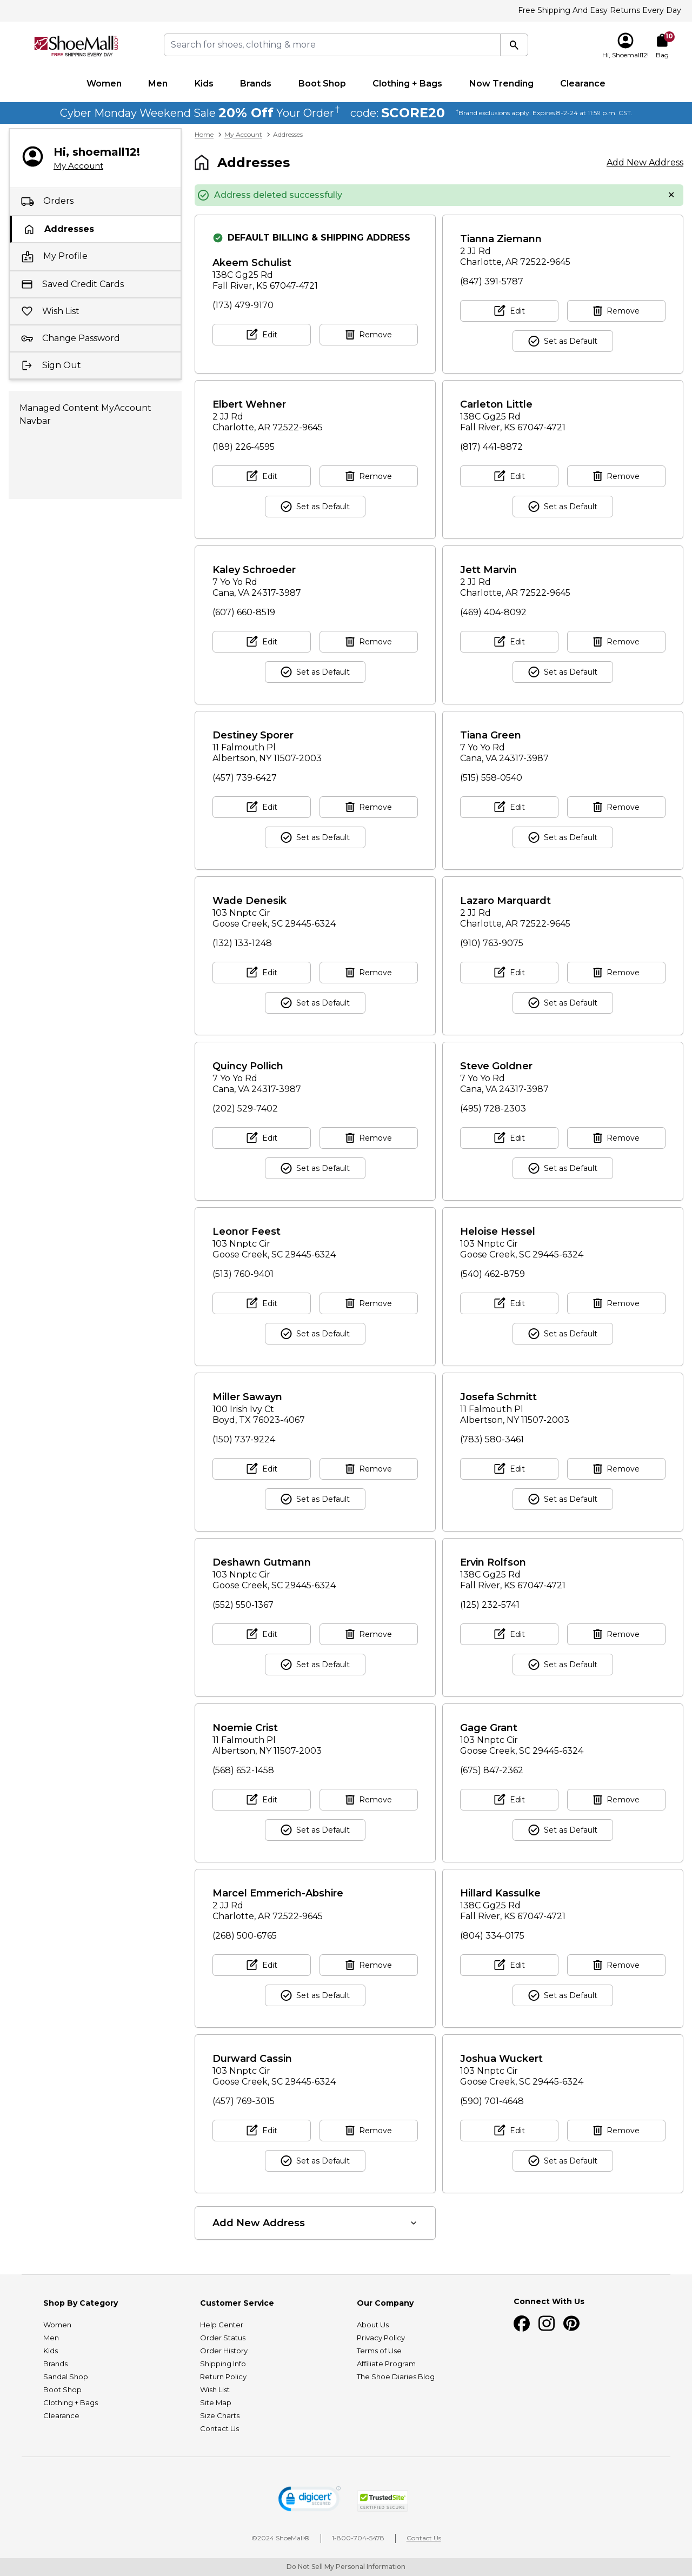 Free Shipping And Easy Returns Every Day
ShoeMall.com
FREE SHIPPING EVERY DAY
Search for shoes, clothing & more
Hi, Shoemall12!
10
Bag
Women
Men
Kids
Brands
Boot Shop
Clothing + Bags
Now Trending
Clearance
Cyber Monday Weekend Sale 20% Off Your Order† code: SCORE20 †Brand exclusions apply. Expires 8-2-24 at 11:59 p.m. CST.
Hi, shoemall12!
My Account
Orders
Addresses
My Profile
Saved Credit Cards
Wish List
Change Password
Sign Out
Managed Content MyAccount
Navbar
Home > My Account > Addresses
Addresses
Add New Address
Address deleted successfully
DEFAULT BILLING & SHIPPING ADDRESS
Akeem Schulist
138C Gg25 Rd
Fall River, KS 67047-4721
(173) 479-9170
Edit
Remove
Tianna Ziemann
2 JJ Rd
Charlotte, AR 72522-9645
(847) 391-5787
Edit
Remove
Set as Default
Elbert Wehner
2 JJ Rd
Charlotte, AR 72522-9645
(189) 226-4595
Edit
Remove
Set as Default
Carleton Little
138C Gg25 Rd
Fall River, KS 67047-4721
(817) 441-8872
Edit
Remove
Set as Default
Kaley Schroeder
7 Yo Yo Rd
Cana, VA 24317-3987
(607) 660-8519
Edit
Remove
Set as Default
Jett Marvin
2 JJ Rd
Charlotte, AR 72522-9645
(469) 404-8092
Edit
Remove
Set as Default
Destiney Sporer
11 Falmouth Pl
Albertson, NY 11507-2003
(457) 739-6427
Edit
Remove
Set as Default
Tiana Green
7 Yo Yo Rd
Cana, VA 24317-3987
(515) 558-0540
Edit
Remove
Set as Default
Wade Denesik
103 Nnptc Cir
Goose Creek, SC 29445-6324
(132) 133-1248
Edit
Remove
Set as Default
Lazaro Marquardt
2 JJ Rd
Charlotte, AR 72522-9645
(910) 763-9075
Edit
Remove
Set as Default
Quincy Pollich
7 Yo Yo Rd
Cana, VA 24317-3987
(202) 529-7402
Edit
Remove
Set as Default
Steve Goldner
7 Yo Yo Rd
Cana, VA 24317-3987
(495) 728-2303
Edit
Remove
Set as Default
Leonor Feest
103 Nnptc Cir
Goose Creek, SC 29445-6324
(513) 760-9401
Edit
Remove
Set as Default
Heloise Hessel
103 Nnptc Cir
Goose Creek, SC 29445-6324
(540) 462-8759
Edit
Remove
Set as Default
Miller Sawayn
100 Irish Ivy Ct
Boyd, TX 76023-4067
(150) 737-9224
Edit
Remove
Set as Default
Josefa Schmitt
11 Falmouth Pl
Albertson, NY 11507-2003
(783) 580-3461
Edit
Remove
Set as Default
Deshawn Gutmann
103 Nnptc Cir
Goose Creek, SC 29445-6324
(552) 550-1367
Edit
Remove
Set as Default
Ervin Rolfson
138C Gg25 Rd
Fall River, KS 67047-4721
(125) 232-5741
Edit
Remove
Set as Default
Noemie Crist
11 Falmouth Pl
Albertson, NY 11507-2003
(568) 652-1458
Edit
Remove
Set as Default
Gage Grant
103 Nnptc Cir
Goose Creek, SC 29445-6324
(675) 847-2362
Edit
Remove
Set as Default
Marcel Emmerich-Abshire
2 JJ Rd
Charlotte, AR 72522-9645
(268) 500-6765
Edit
Remove
Set as Default
Hillard Kassulke
138C Gg25 Rd
Fall River, KS 67047-4721
(804) 334-0175
Edit
Remove
Set as Default
Durward Cassin
103 Nnptc Cir
Goose Creek, SC 29445-6324
(457) 769-3015
Edit
Remove
Set as Default
Joshua Wuckert
103 Nnptc Cir
Goose Creek, SC 29445-6324
(590) 701-4648
Edit
Remove
Set as Default
Add New Address
Shop By Category
Women
Men
Kids
Brands
Sandal Shop
Boot Shop
Clothing + Bags
Clearance
Customer Service
Help Center
Order Status
Order History
Shipping Info
Return Policy
Wish List
Site Map
Size Charts
Contact Us
Our Company
About Us
Privacy Policy
Terms of Use
Affiliate Program
The Shoe Diaries Blog
Connect With Us
digicert
SECURED
TrustedSite
CERTIFIED SECURE
©2024 ShoeMall®
1-800-704-5478
Contact Us
Do Not Sell My Personal Information